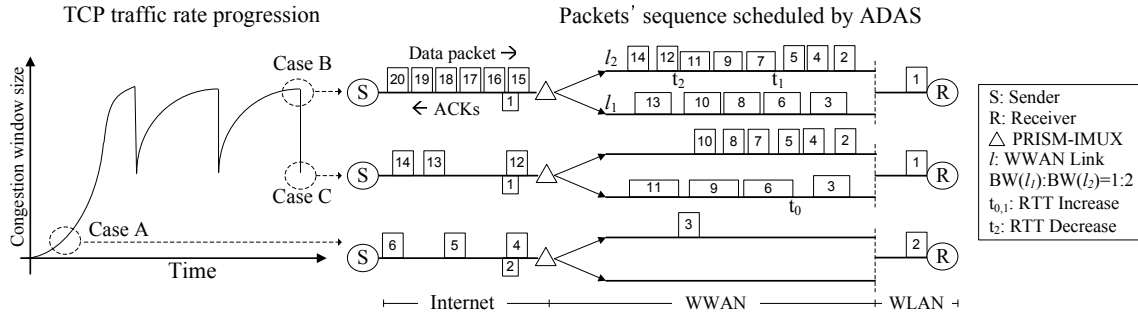 TCP traffic rate progression
Packets' sequence scheduled by ADAS
Congestion window size
Time
Case A
Case B
Case C
S
Data packet →
20 19 18 17 16 15
1
← ACKs
l2
14 12 11 9 7 5 4 2
t2
t1
l1
13 10 8 6 3
1
R
S
14 13 12
1
10 8 7 5 4 2
11 9 6 3
t0
1
R
S
6 5 4
2
3
2
R
Internet
WWAN
WLAN
S: Sender
R: Receiver
△ PRISM-IMUX
l: WWAN Link
BW(l1):BW(l2)=1:2
t0,1: RTT Increase
t2: RTT Decrease